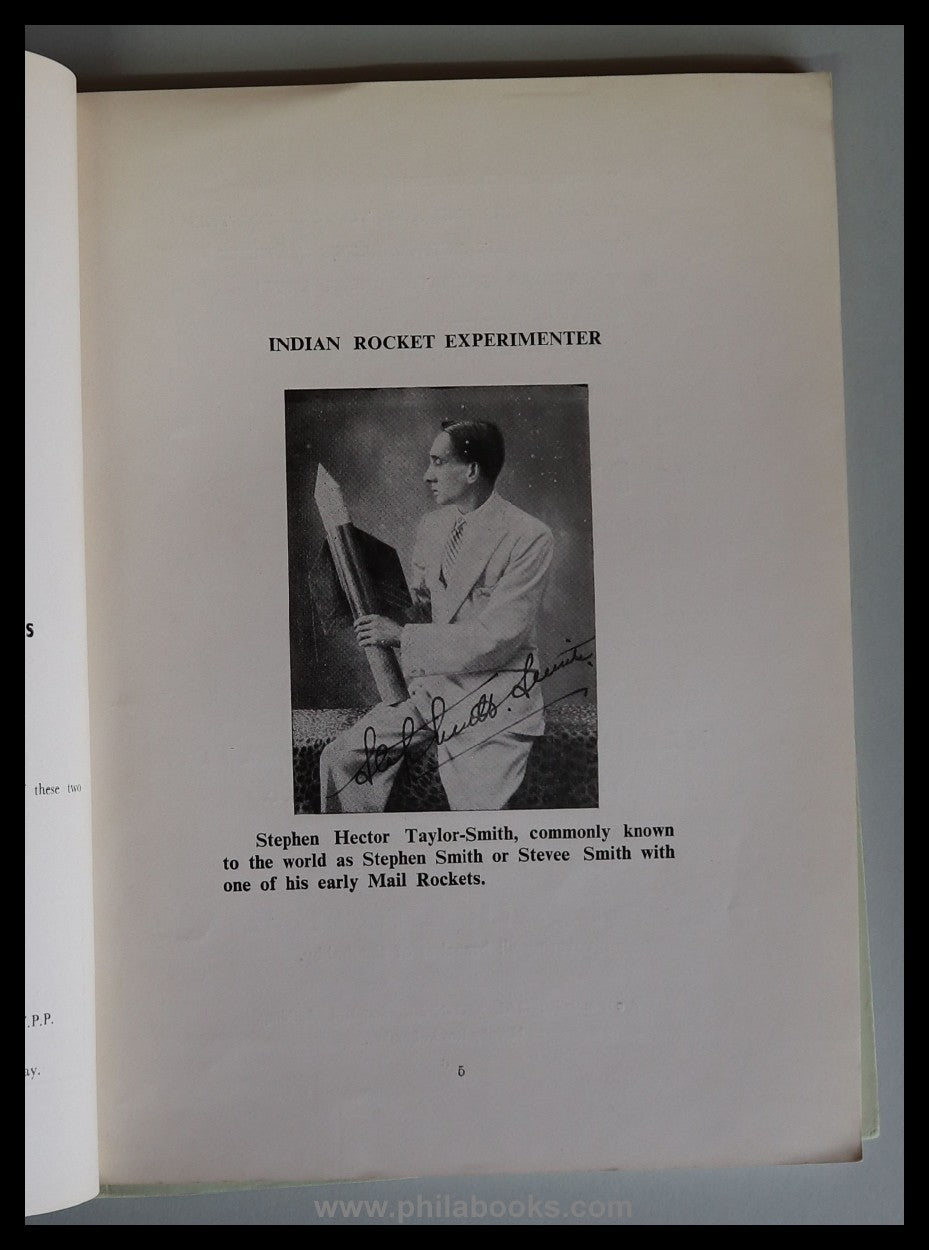 s
these two
.P.P.
ay.
INDIAN ROCKET EXPERIMENTER
Stephen Hector Taylor-Smith, commonly known
to the world as Stephen Smith or Stevee Smith with
one of his early Mail Rockets.
5
www.philabooks.com